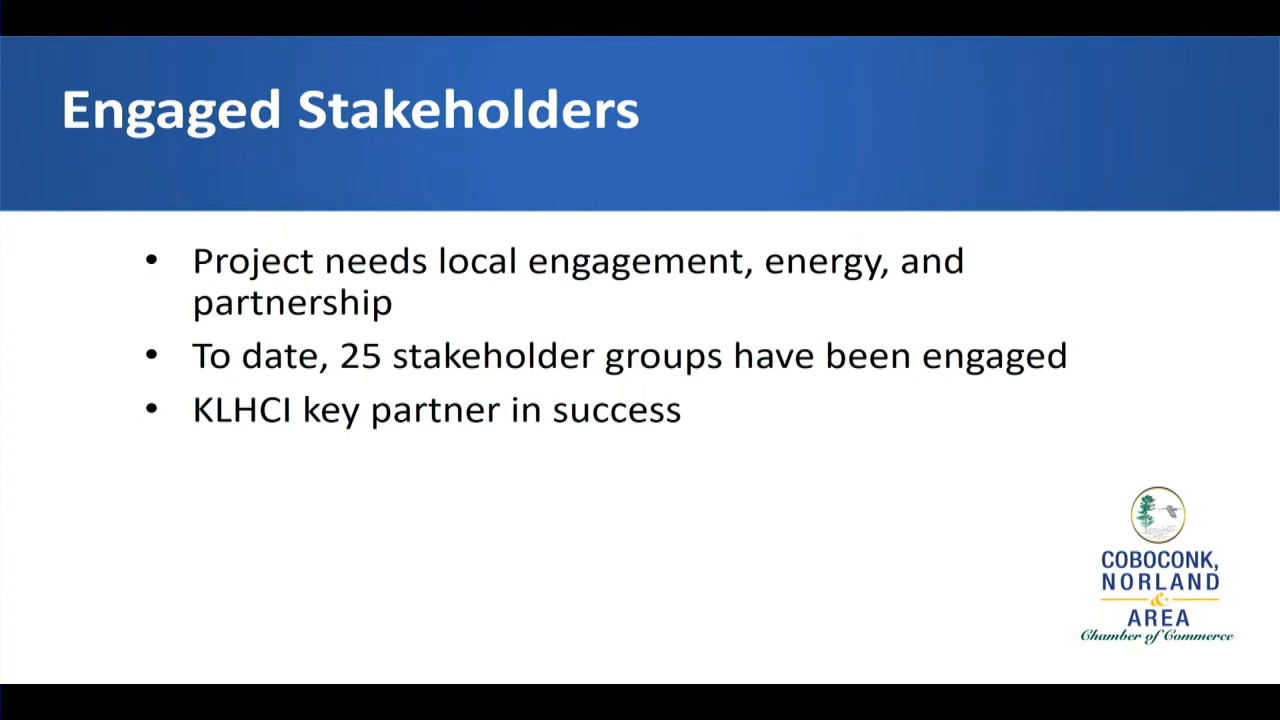 Engaged Stakeholders
• Project needs local engagement, energy, and
partnership
• To date, 25 stakeholder groups have been engaged
• KLHCI key partner in success
COBOCONK,
NORLAND
&
AREA
Chamber of Commerce